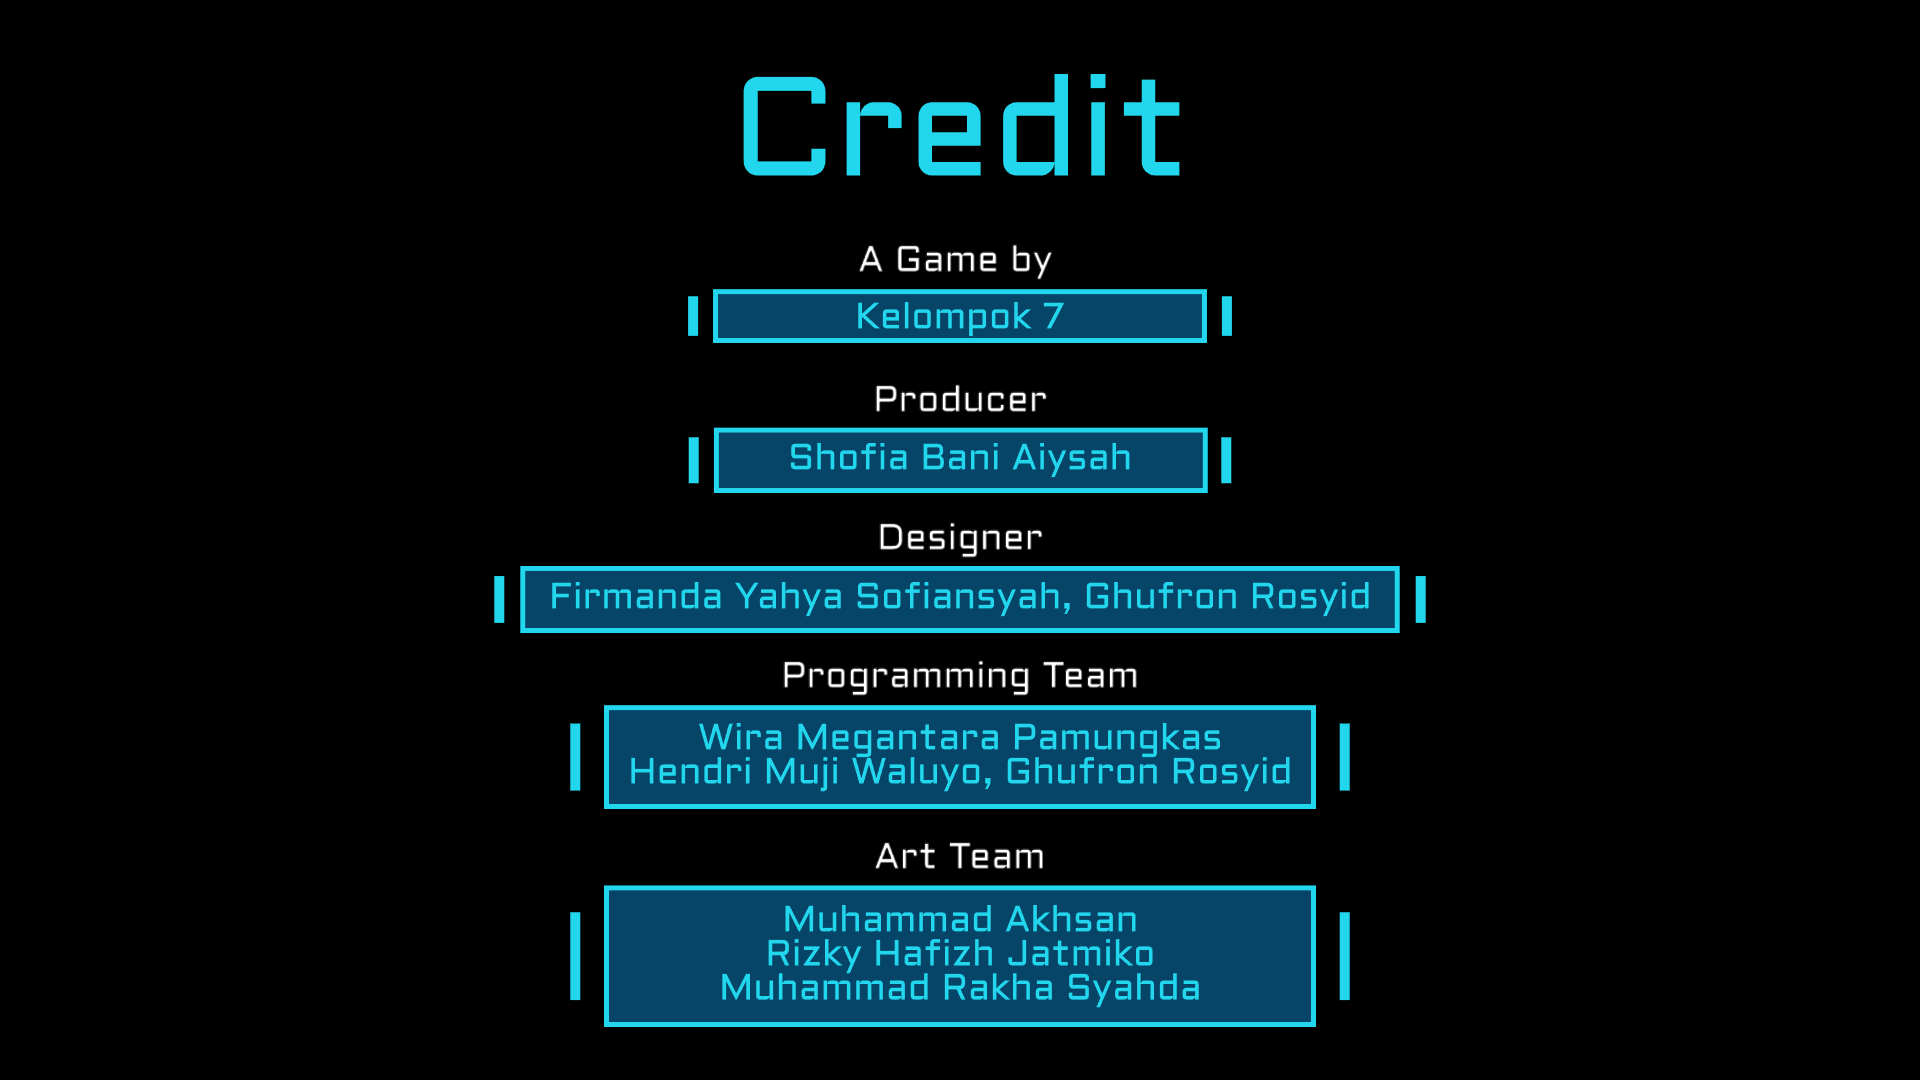 Credit
A Game by
Kelompok 7
Producer
Shofia Bani Aiysah
Designer
Firmanda Yahya Sofiansyah, Ghufron Rosyid
Programming Team
Wira Megantara Pamungkas
Hendri Muji Waluyo, Ghufron Rosyid
Art Team
Muhammad Akhsan
Rizky Hafizh Jatmiko
Muhammad Rakha Syahda